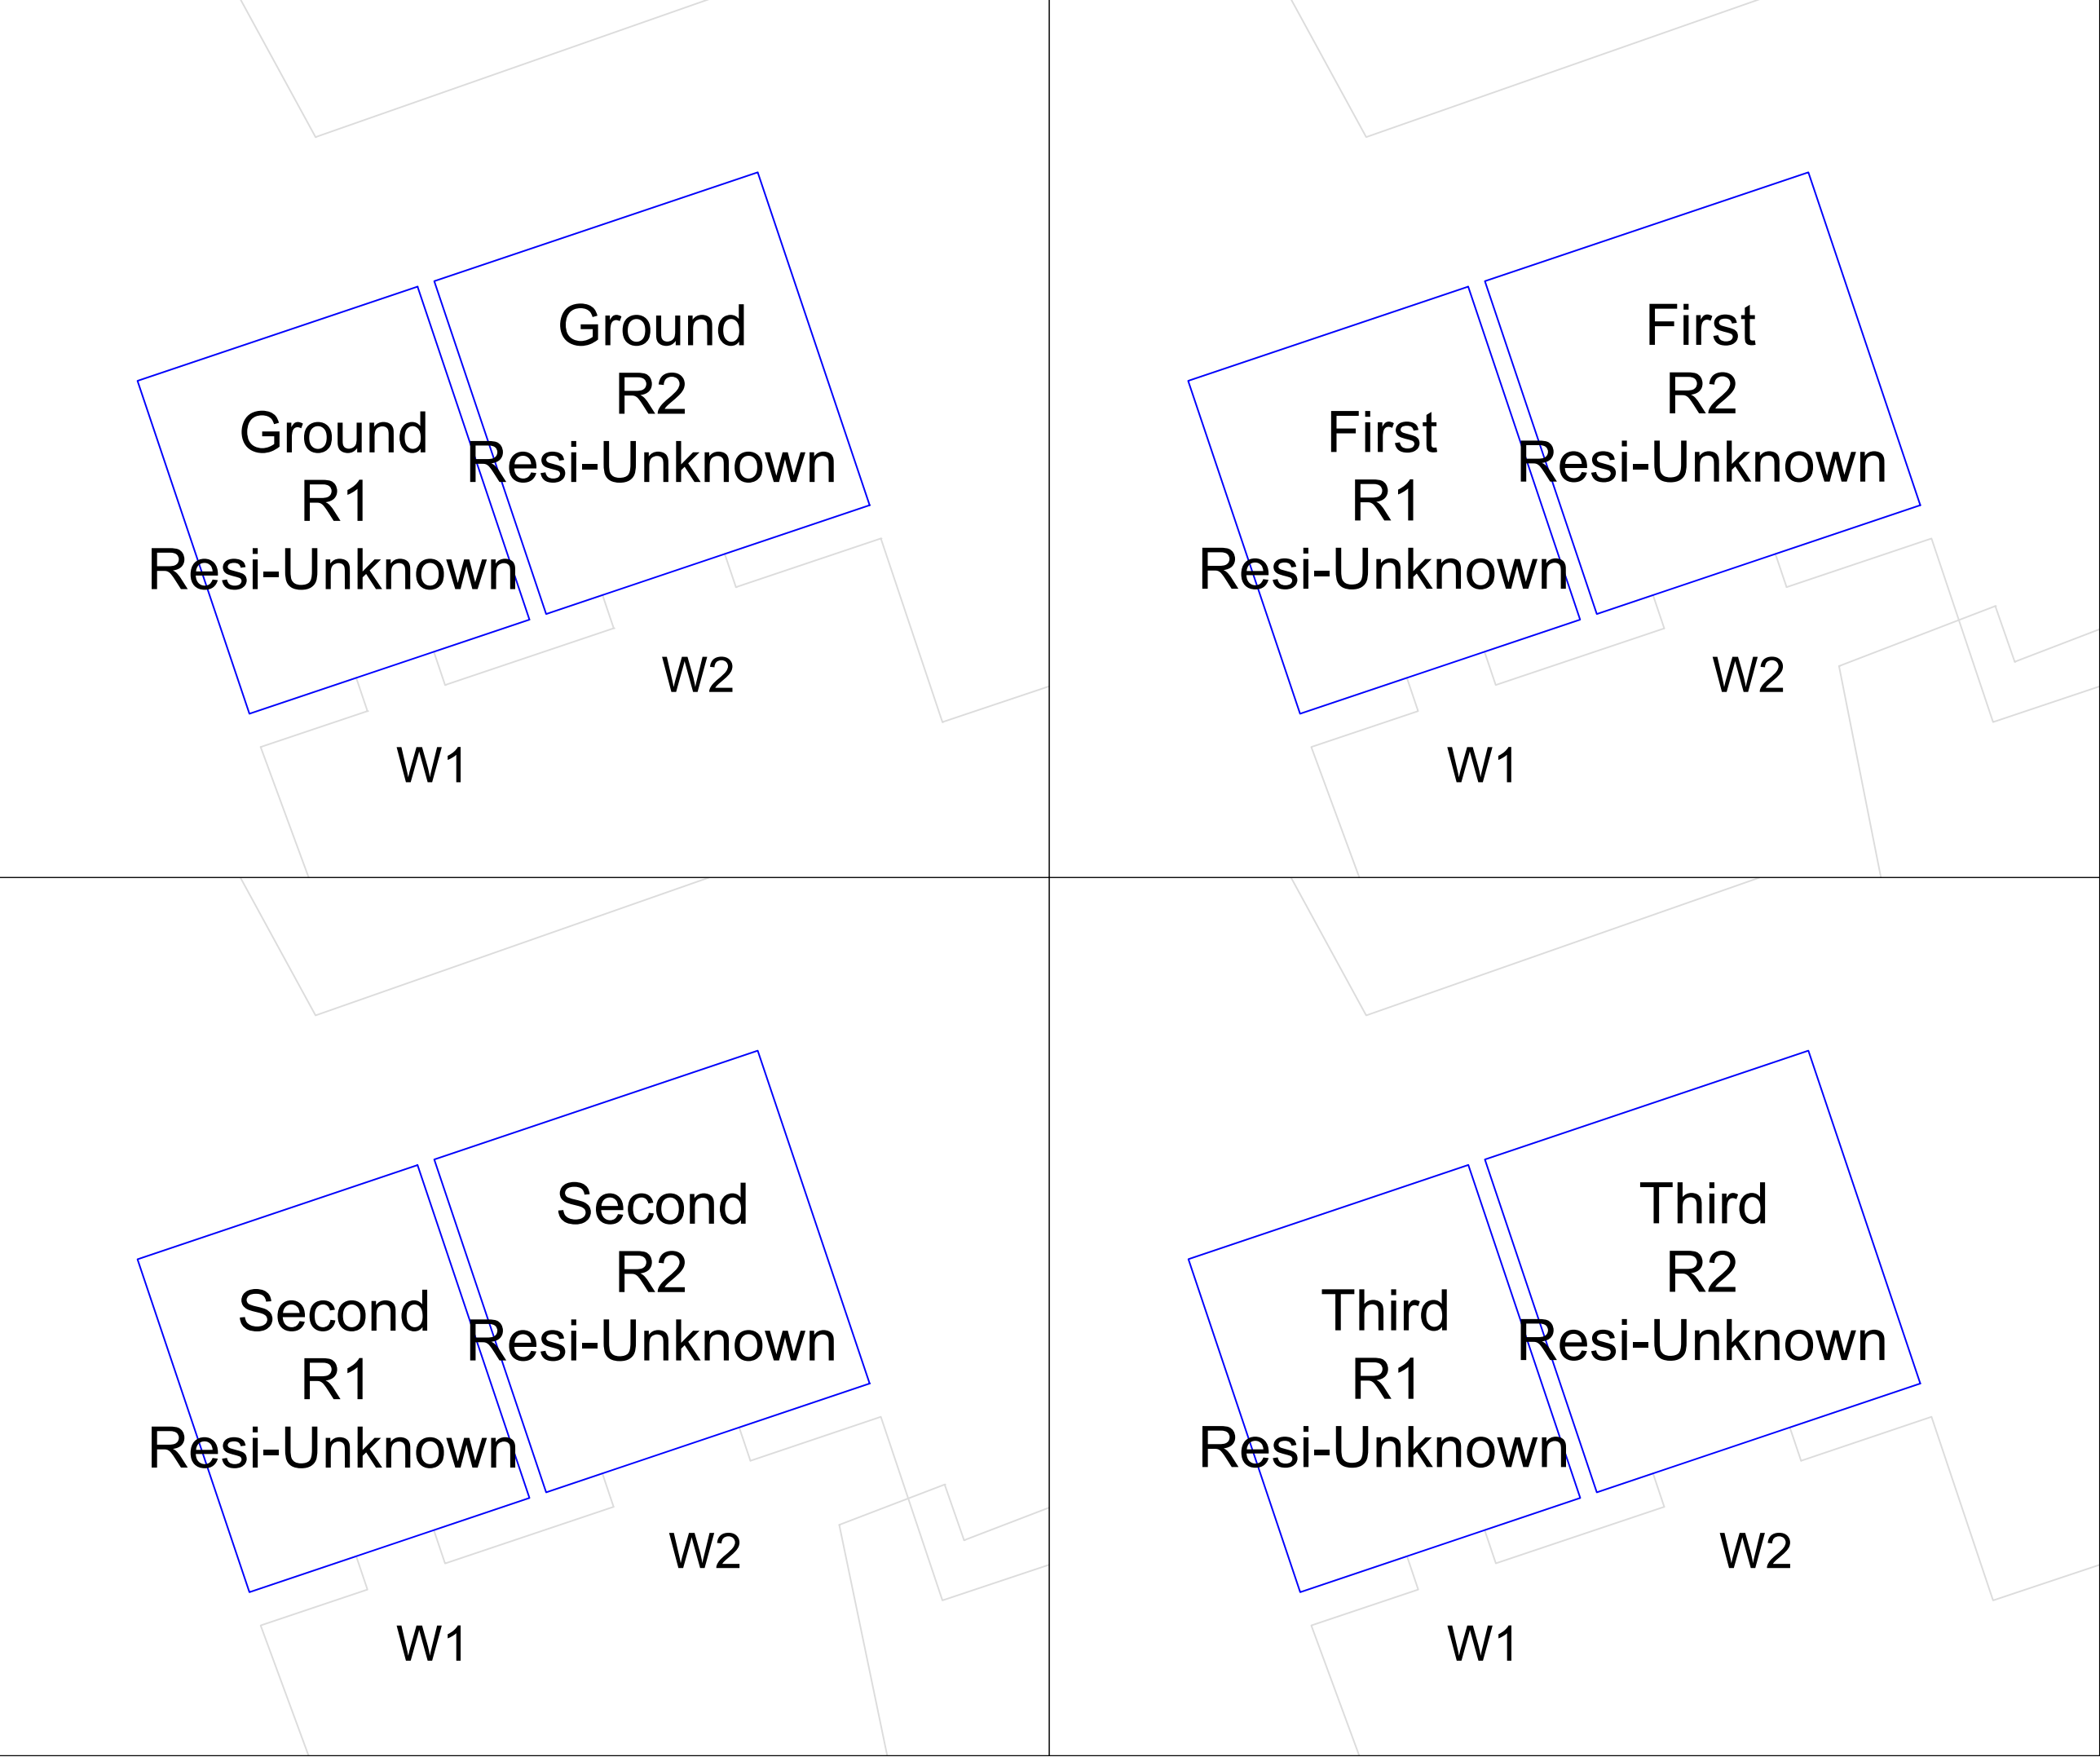 Ground
R2
Resi-Unknown
Ground
R1
Resi-Unknown
W2
W1
First
R2
Resi-Unknown
First
R1
Resi-Unknown
W2
W1
Second
R2
Resi-Unknown
Second
R1
Resi-Unknown
W2
W1
Third
R2
Resi-Unknown
Third
R1
Resi-Unknown
W2
W1